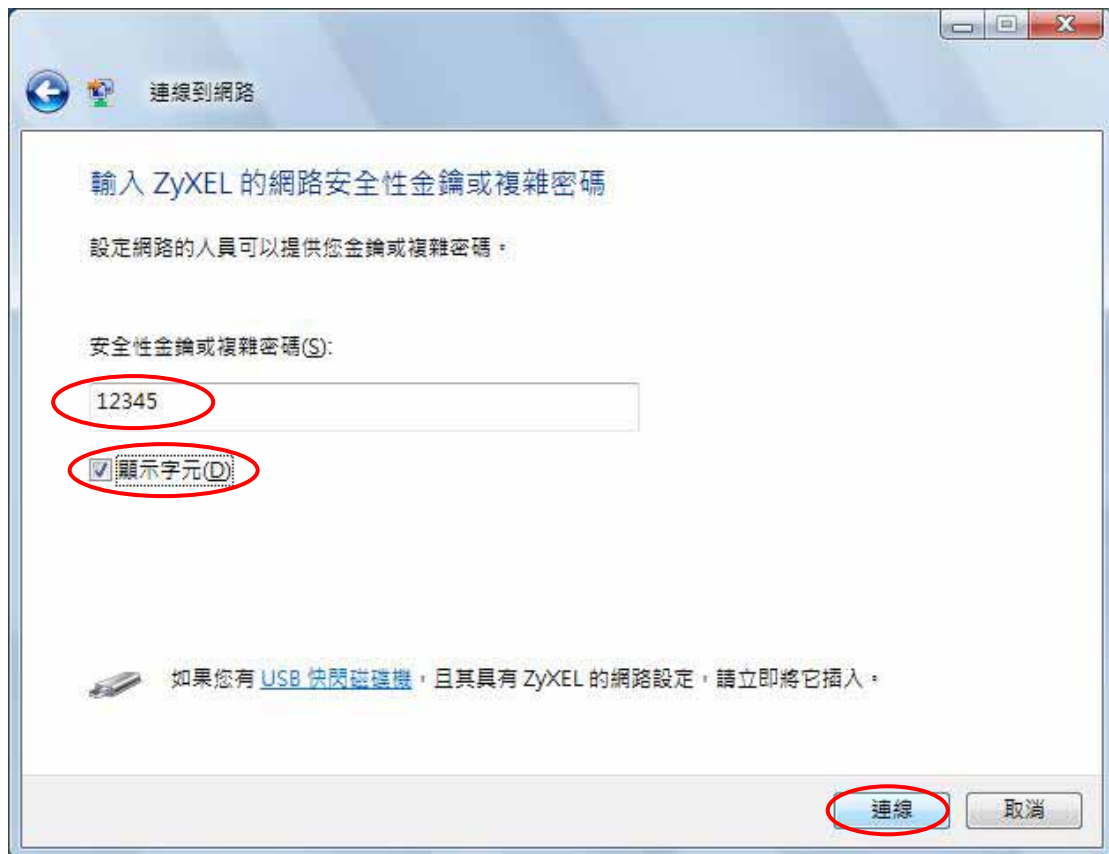 連線到網路
輸入 ZyXEL 的網路安全性金鑰或複雜密碼
設定網路的人員可以提供您金鑰或複雜密碼。
安全性金鑰或複雜密碼(S):
12345
顯示字元(D)
如果您有 USB 快閃磁碟機，且其具有 ZyXEL 的網路設定，請立即將它插入。
連線 取消